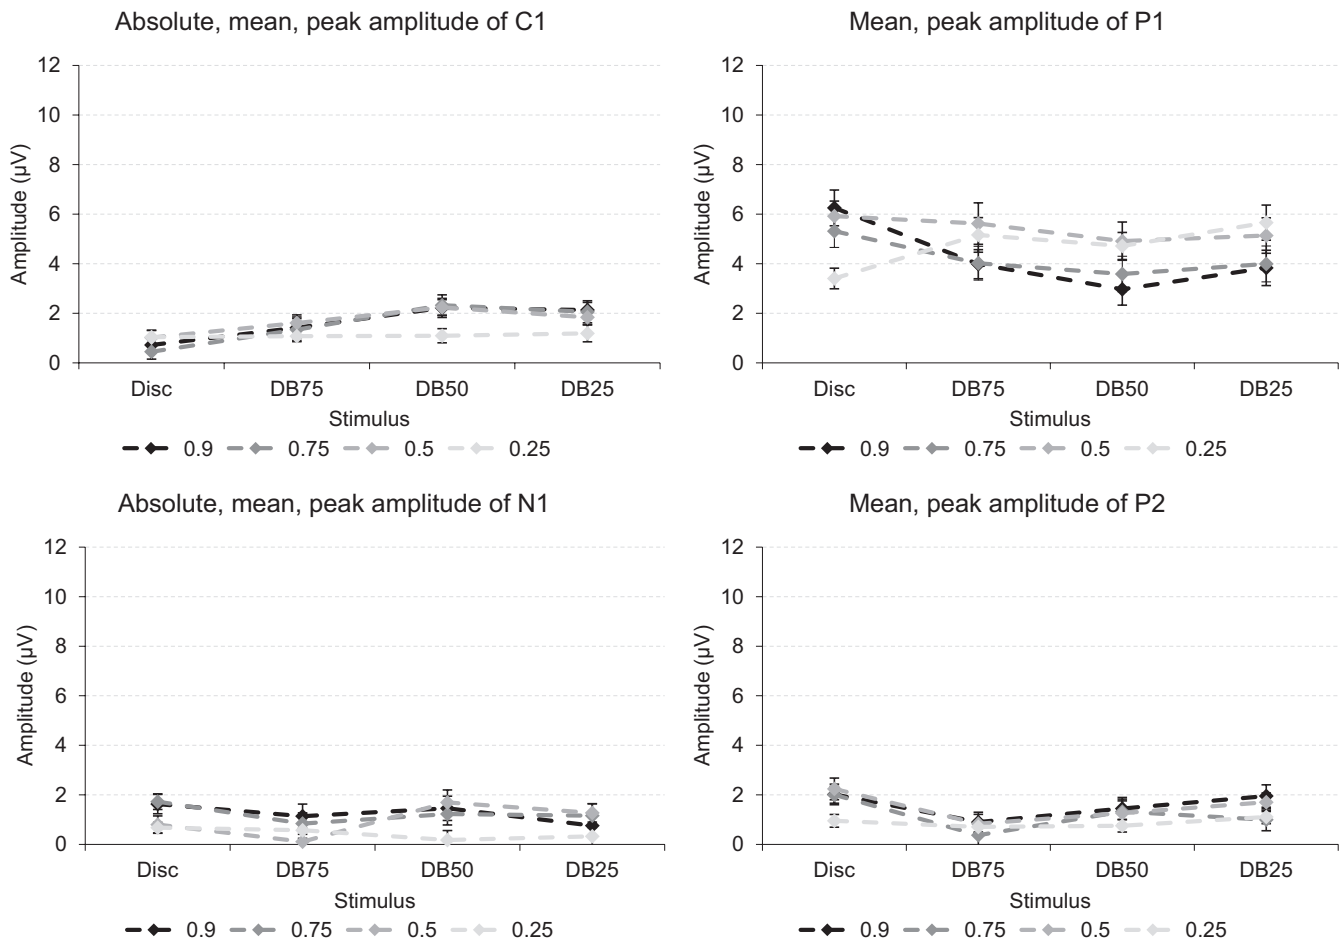 Absolute, mean, peak amplitude of C1
12
10
8
6
4
2
0
Amplitude (µV)
Disc DB75 DB50 DB25
Stimulus
0.9 0.75 0.5 0.25
Mean, peak amplitude of P1
12
10
8
6
4
2
0
Amplitude (µV)
Disc DB75 DB50 DB25
Stimulus
0.9 0.75 0.5 0.25
Absolute, mean, peak amplitude of N1
12
10
8
6
4
2
0
Amplitude (µV)
Disc DB75 DB50 DB25
Stimulus
0.9 0.75 0.5 0.25
Mean, peak amplitude of P2
12
10
8
6
4
2
0
Amplitude (µV)
Disc DB75 DB50 DB25
Stimulus
0.9 0.75 0.5 0.25